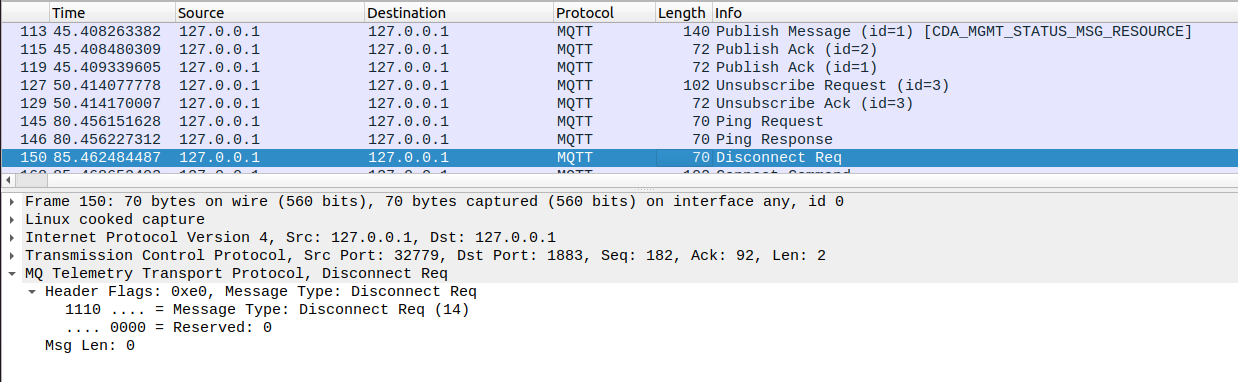 Time Source Destination Protocol Length Info
113 45.408263382 127.0.0.1 127.0.0.1 MQTT 140 Publish Message (id=1) [CDA_MGMT_STATUS_MSG_RESOURCE]
115 45.408480309 127.0.0.1 127.0.0.1 MQTT 72 Publish Ack (id=2)
119 45.409339605 127.0.0.1 127.0.0.1 MQTT 72 Publish Ack (id=1)
127 50.414077778 127.0.0.1 127.0.0.1 MQTT 102 Unsubscribe Request (id=3)
129 50.414170007 127.0.0.1 127.0.0.1 MQTT 72 Unsubscribe Ack (id=3)
145 80.456151628 127.0.0.1 127.0.0.1 MQTT 70 Ping Request
146 80.456227312 127.0.0.1 127.0.0.1 MQTT 70 Ping Response
150 85.462484487 127.0.0.1 127.0.0.1 MQTT 70 Disconnect Req
Frame 150: 70 bytes on wire (560 bits), 70 bytes captured (560 bits) on interface any, id 0
Linux cooked capture
Internet Protocol Version 4, Src: 127.0.0.1, Dst: 127.0.0.1
Transmission Control Protocol, Src Port: 32779, Dst Port: 1883, Seq: 182, Ack: 92, Len: 2
MQ Telemetry Transport Protocol, Disconnect Req
Header Flags: 0xe0, Message Type: Disconnect Req
1110 .... = Message Type: Disconnect Req (14)
.... 0000 = Reserved: 0
Msg Len: 0